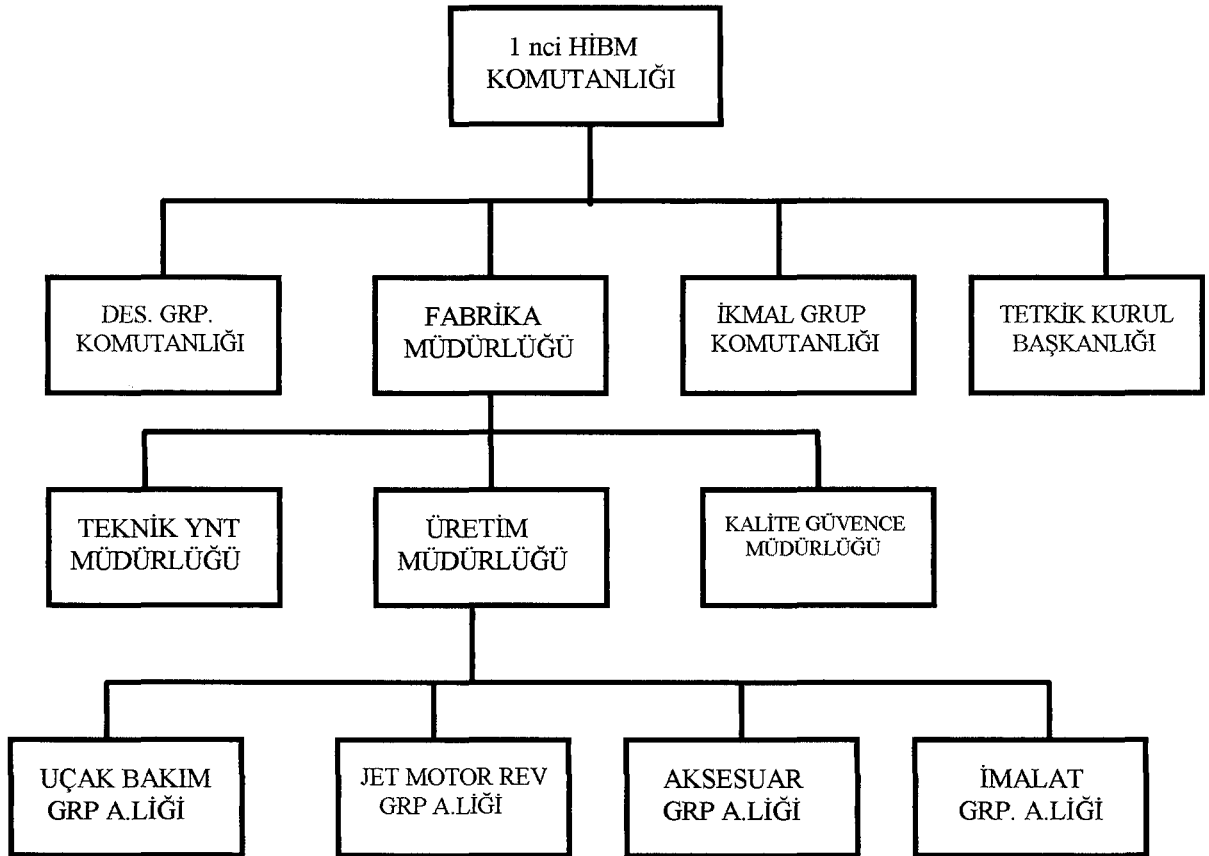 1 nci HİBM
KOMUTANLIĞI
DES. GRP.
KOMUTANLIĞI
FABRİKA
MÜDÜRLÜĞÜ
İKMAL GRUP
KOMUTANLIĞI
TETKİK KURUL
BAŞKANLIĞI
TEKNİK YNT
MÜDÜRLÜĞÜ
ÜRETİM
MÜDÜRLÜĞÜ
KALİTE GÜVENCE
MÜDÜRLÜĞÜ
UÇAK BAKIM
GRP A.LİĞİ
JET MOTOR REV
GRP A.LİĞİ
AKSESUAR
GRP A.LİĞİ
İMALAT
GRP. A.LİĞİ